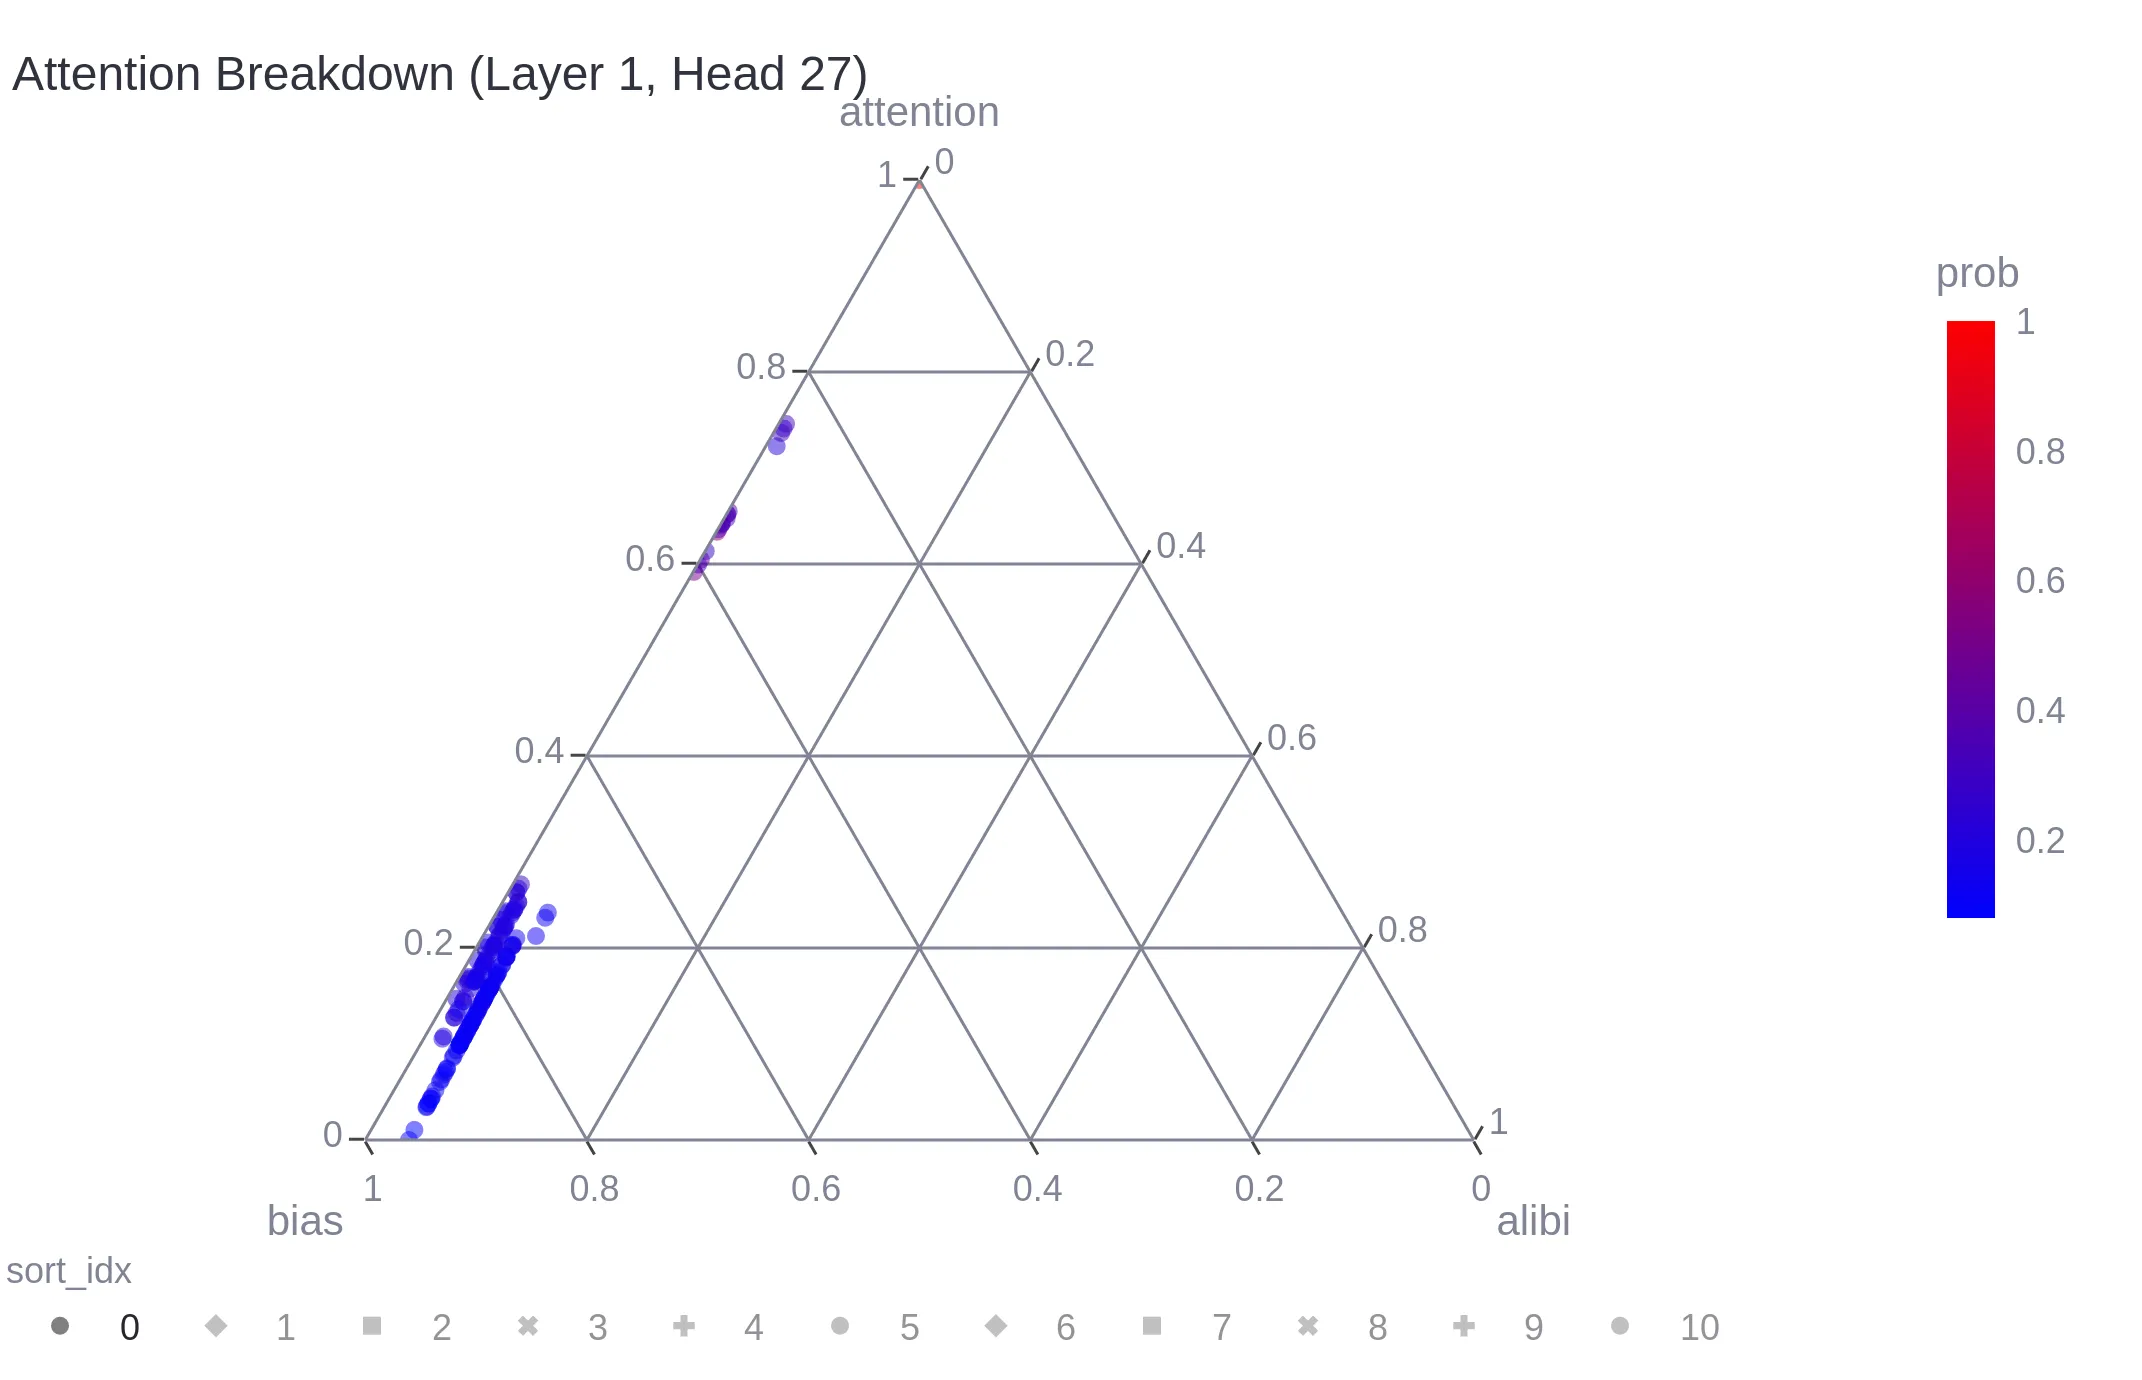 Attention Breakdown (Layer 1, Head 27)
attention
1 0
prob
1
0.8 0.2
0.8
0.6 0.4
0.6
0.4 0.6
0.4
0.2 0.8
0.2
0 1
1 0.8 0.6 0.4 0.2 0
bias alibi
sort_idx
0 1 2 3 4 5 6 7 8 9 10